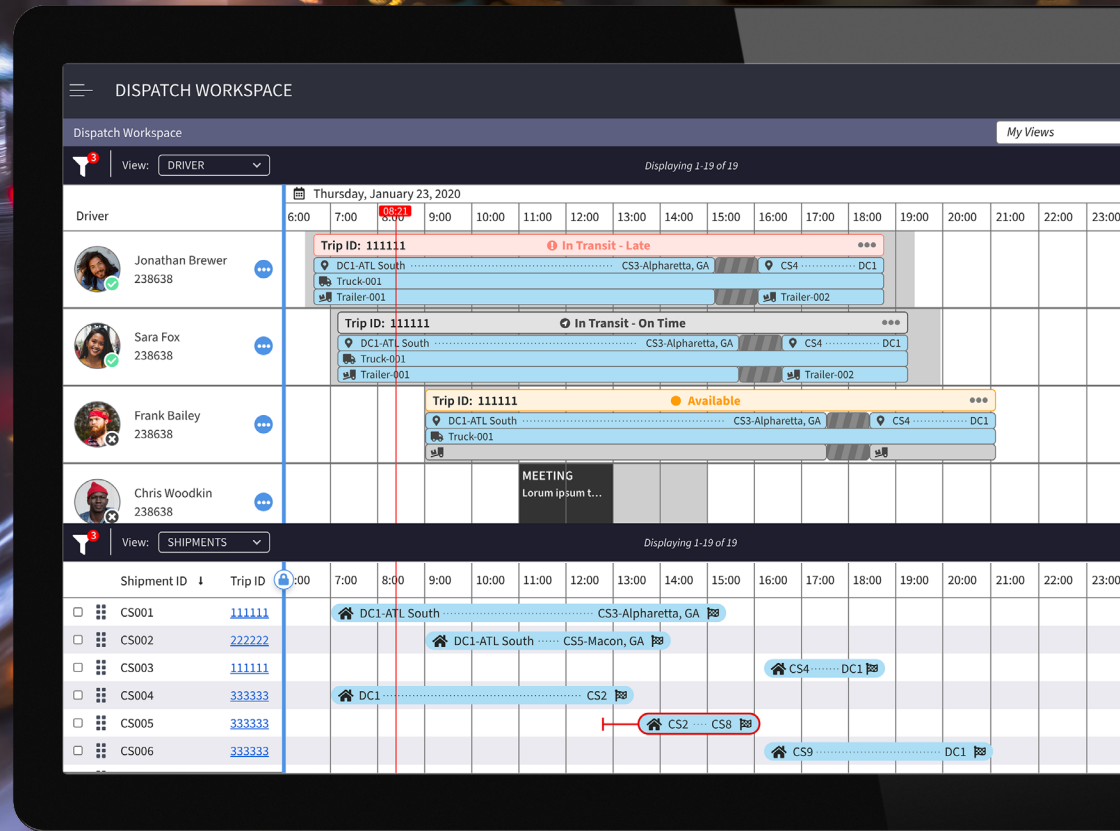 DISPATCH WORKSPACE
Dispatch Workspace
My Views
3
View: DRIVER
Displaying 1-19 of 19
Thursday, January 23, 2020
Driver
6:00 7:00 8:00 9:00 10:00 11:00 12:00 13:00 14:00 15:00 16:00 17:00 18:00 19:00 20:00 21:00 22:00 23:00
08:21
Jonathan Brewer
238638
Trip ID: 111111 In Transit - Late
DC1-ATL South CS3-Alpharetta, GA CS4 DC1
Truck-001
Trailer-001 Trailer-002
Sara Fox
238638
Trip ID: 111111 In Transit - On Time
DC1-ATL South CS3-Alpharetta, GA CS4 DC1
Truck-001
Trailer-001 Trailer-002
Frank Bailey
238638
Trip ID: 111111 Available
DC1-ATL South CS3-Alpharetta, GA CS4 DC1
Truck-001
Chris Woodkin
238638
MEETING
Lorum ipsum t...
3
View: SHIPMENTS
Displaying 1-19 of 19
Shipment ID Trip ID :00 7:00 8:00 9:00 10:00 11:00 12:00 13:00 14:00 15:00 16:00 17:00 18:00 19:00 20:00 21:00 22:00 23:00
CS001 111111 DC1-ATL South CS3-Alpharetta, GA
CS002 222222 DC1-ATL South CS5-Macon, GA
CS003 111111 CS4 DC1
CS004 333333 DC1 CS2
CS005 333333 CS2 CS8
CS006 333333 CS9 DC1